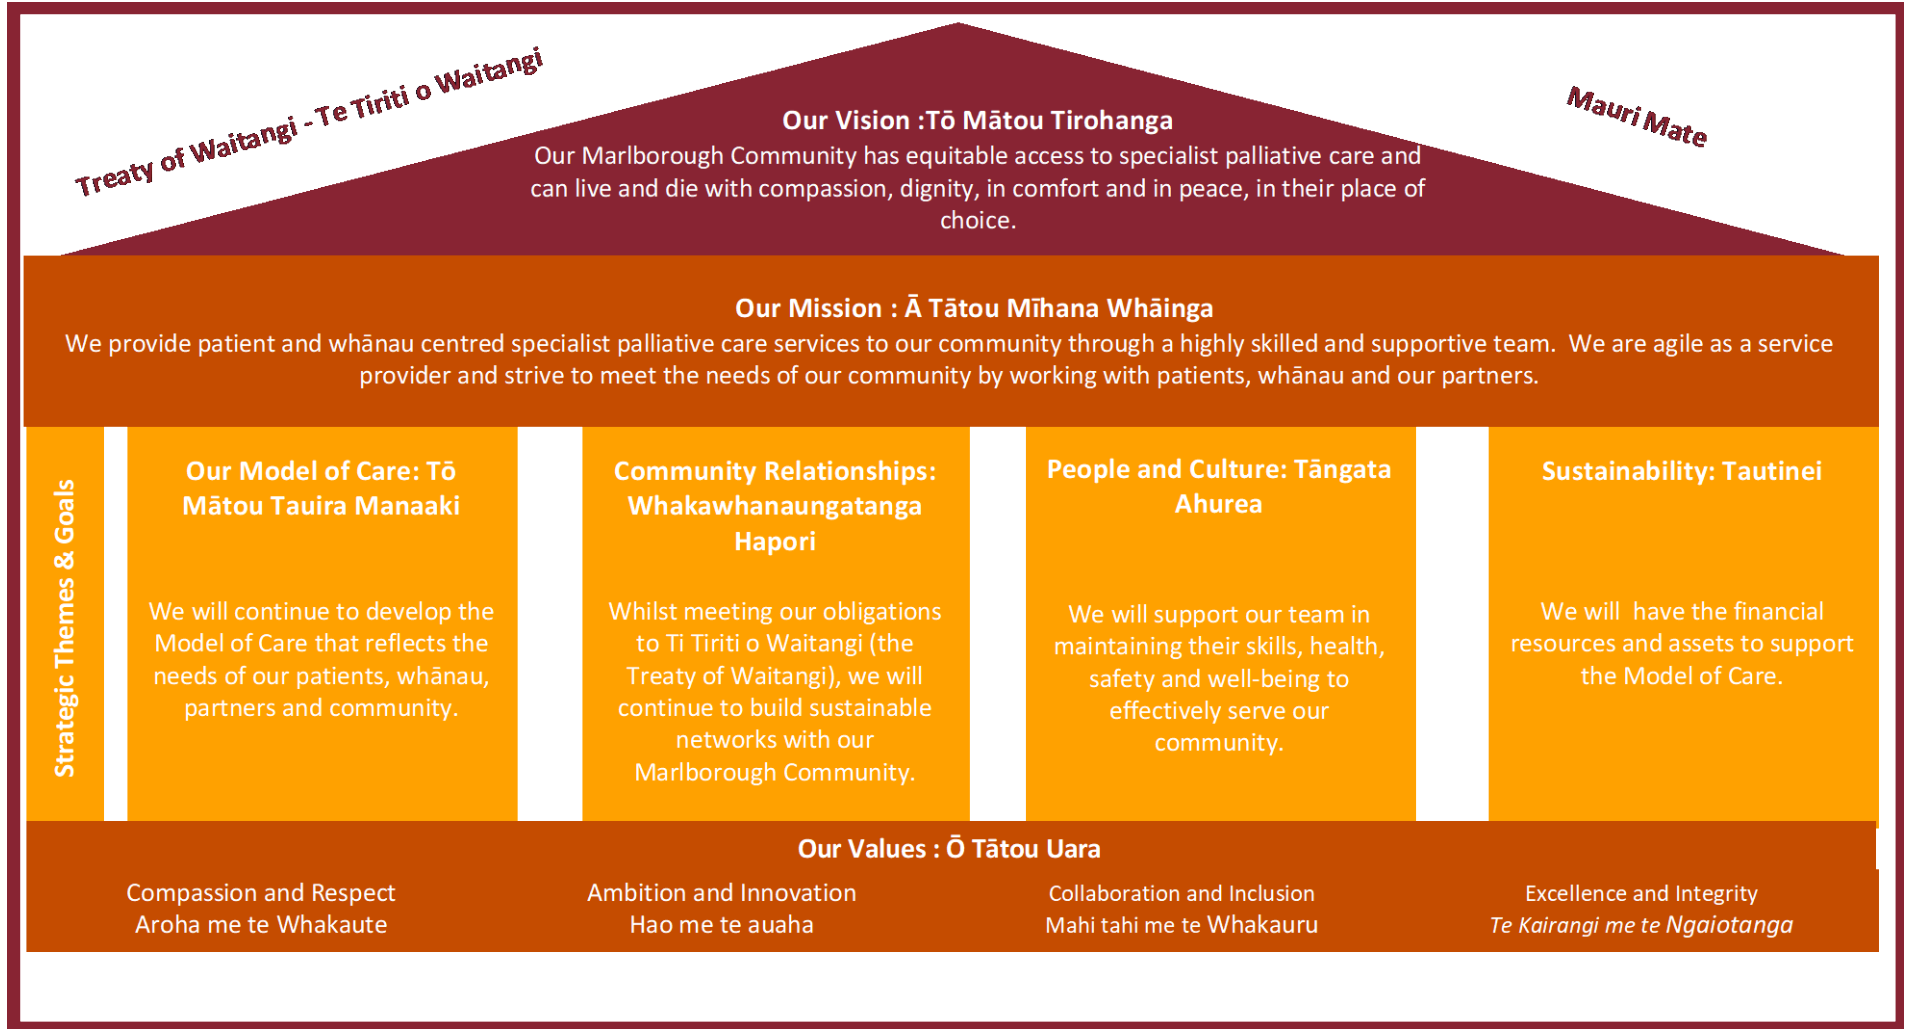 Treaty of Waitangi - Te Tiriti o Waitangi
Mauri Mate
Our Vision :Tō Mātou Tirohanga
Our Marlborough Community has equitable access to specialist palliative care and
can live and die with compassion, dignity, in comfort and in peace, in their place of
choice.
Our Mission : Ā Tātou Mīhana Whāinga
We provide patient and whānau centred specialist palliative care services to our community through a highly skilled and supportive team.  We are agile as a service
provider and strive to meet the needs of our community by working with patients, whānau and our partners.
Strategic Themes & Goals
Our Model of Care: Tō
Mātou Tauira Manaaki
We will continue to develop the
Model of Care that reflects the
needs of our patients, whānau,
partners and community.
Community Relationships:
Whakawhanaungatanga
Hapori
Whilst meeting our obligations
to Ti Tiriti o Waitangi (the
Treaty of Waitangi), we will
continue to build sustainable
networks with our
Marlborough Community.
People and Culture: Tāngata
Ahurea
We will support our team in
maintaining their skills, health,
safety and well-being to
effectively serve our
community.
Sustainability: Tautinei
We will  have the financial
resources and assets to support
the Model of Care.
Our Values : Ō Tātou Uara
Compassion and Respect
Aroha me te Whakaute
Ambition and Innovation
Hao me te auaha
Collaboration and Inclusion
Mahi tahi me te Whakauru
Excellence and Integrity
Te Kairangi me te Ngaiotanga